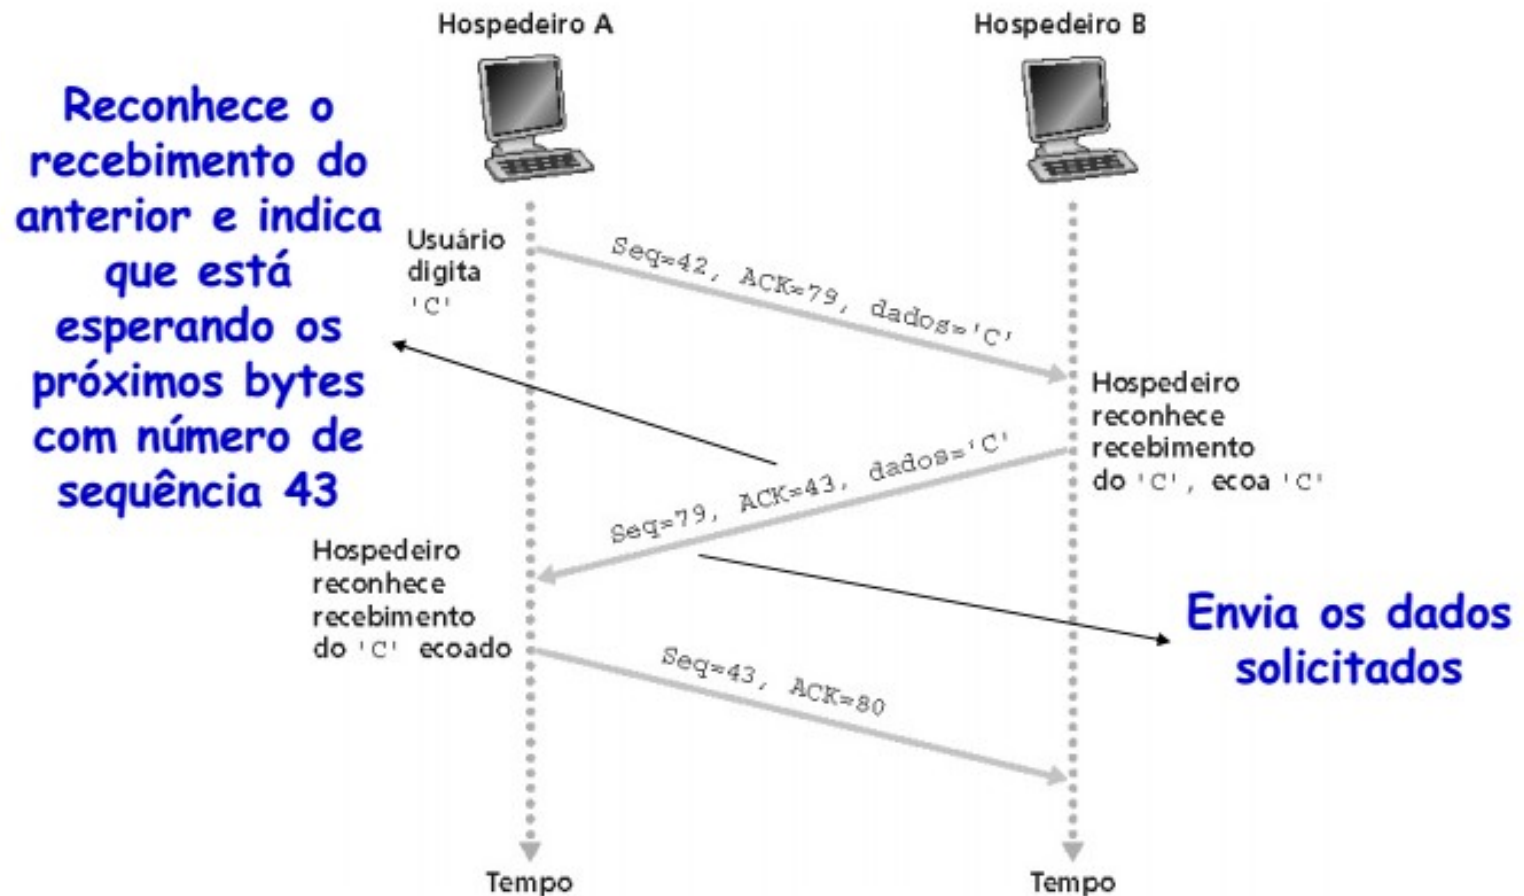 Hospedeiro A
Hospedeiro B
Reconhece o
recebimento do
anterior e indica
que está
esperando os
próximos bytes
com número de
sequência 43
Usuário
digita
'C'
Seq=42, ACK=79, dados='C'
Hospedeiro
reconhece
recebimento
do 'C', ecoa 'C'
Seq=79, ACK=43, dados='C'
Hospedeiro
reconhece
recebimento
do 'C' ecoado
Envia os dados
solicitados
Seq=43, ACK=80
Tempo
Tempo